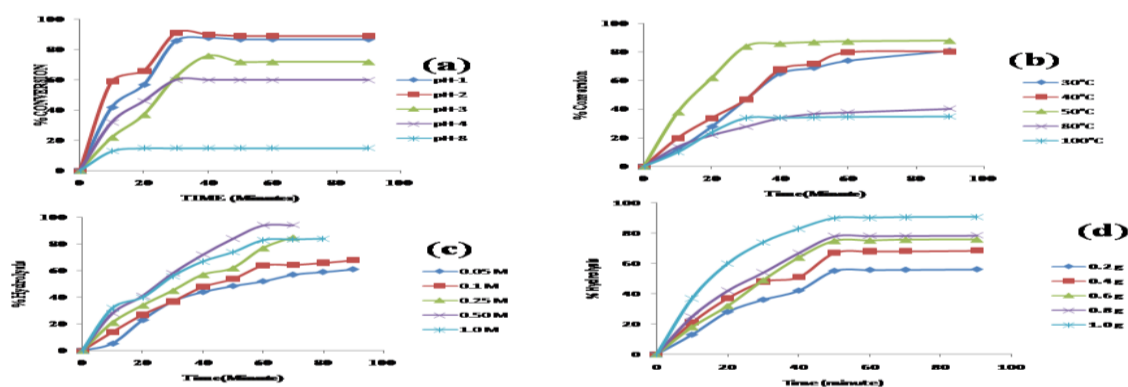 100
80
60
40
20
0
% CONVERSION
(a)
pH-1
pH-2
pH-3
pH-4
pH-8
0 20 40 60 80 100
TIME (Minutes)
100
80
60
40
20
0
% Conversion
(b)
30°C
40°C
50°C
80°C
100°C
0 20 40 60 80 100
Time(Minute)
100
80
60
40
20
0
% Hydrolysis
(c)
0.05 M
0.1 M
0.25 M
0.50 M
1.0 M
0 20 40 60 80 100
Time(Minute)
100
80
60
40
20
0
% Hydrolysis
(d)
0.2 g
0.4 g
0.6 g
0.8 g
1.0 g
0 20 40 60 80 100
Time (minute)